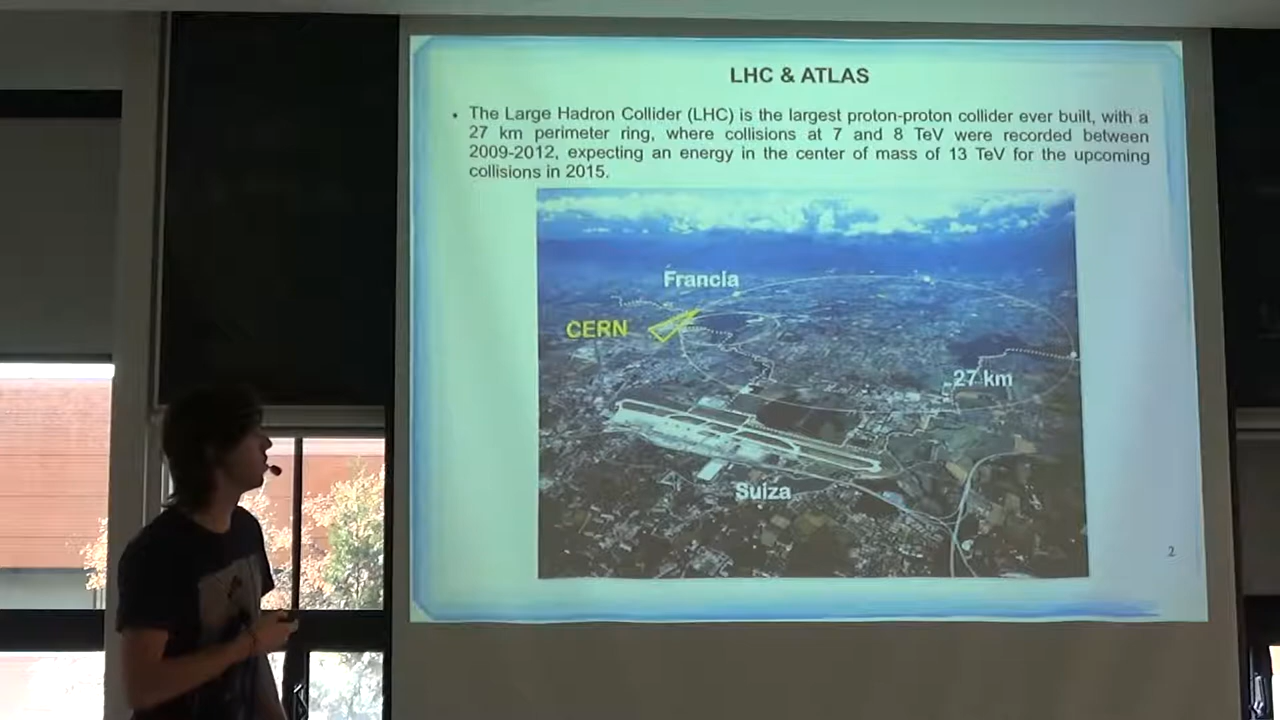 LHC & ATLAS
• The Large Hadron Collider (LHC) is the largest proton-proton collider ever built, with a
27 km perimeter ring, where collisions at 7 and 8 TeV were recorded between
2009-2012, expecting an energy in the center of mass of 13 TeV for the upcoming
collisions in 2015.
Francia
CERN
27 km
Suiza
2